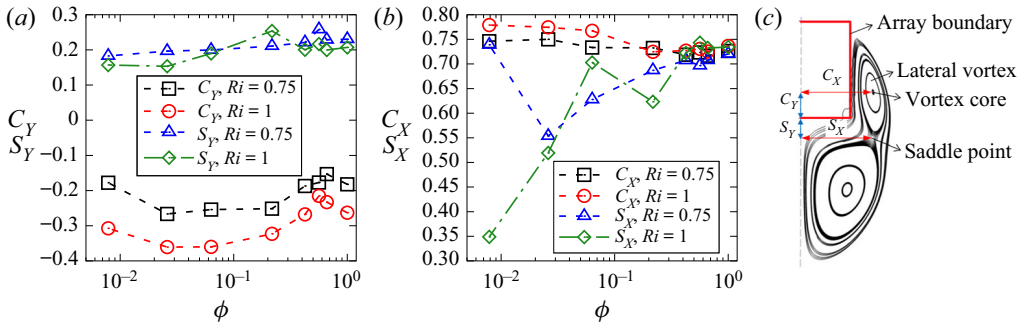 (a)
0.3
0.2
0.1
0
−0.1
−0.2
−0.3
−0.4
C_Y
S_Y
C_Y, Ri = 0.75
C_Y, Ri = 1
S_Y, Ri = 0.75
S_Y, Ri = 1
10^−2
10^−1
10^0
ϕ
(b)
0.80
0.75
0.70
0.65
0.60
0.55
0.50
0.45
0.40
0.35
0.30
C_X
S_X
C_X, Ri = 0.75
C_X, Ri = 1
S_X, Ri = 0.75
S_X, Ri = 1
10^−2
10^−1
10^0
ϕ
(c)
Array boundary
C_X
Lateral vortex
C_Y
Vortex core
S_Y
S_X
Saddle point